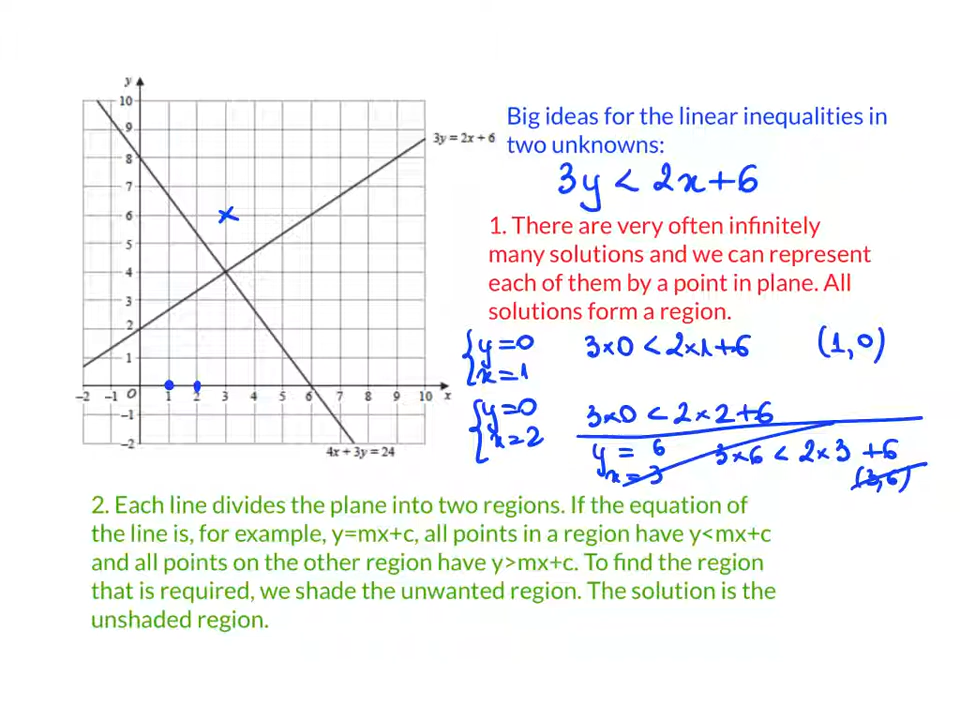 y
10
9
8
7
6
5
4
3
2
1
-2 -1 O 1 2 3 4 5 6 7 8 9 10 x
-1
-2
3y = 2x + 6
4x + 3y = 24
Big ideas for the linear inequalities in
two unknowns:
3y < 2x+6
1. There are very often infinitely
many solutions and we can represent
each of them by a point in plane. All
solutions form a region.
{y=0 3×0 < 2×1+6 (1, 0)
x=1
{y=0 3×0 < 2×2+6
x=2
y = 6 3×6 < 2×3 +6
x = 3 (3,6)
2. Each line divides the plane into two regions. If the equation of
the line is, for example, y=mx+c, all points in a region have y<mx+c
and all points on the other region have y>mx+c. To find the region
that is required, we shade the unwanted region. The solution is the
unshaded region.